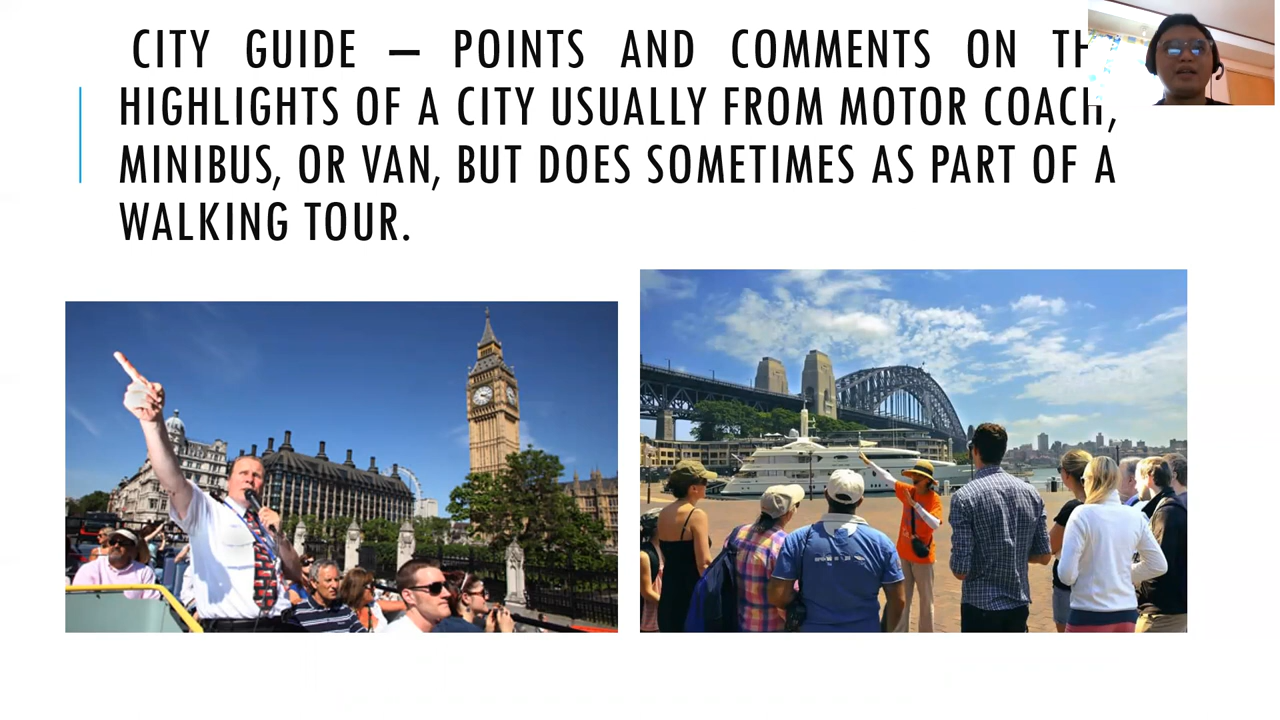 CITY GUIDE – POINTS AND COMMENTS ON
HIGHLIGHTS OF A CITY USUALLY FROM MOTOR COACH,
MINIBUS, OR VAN, BUT DOES SOMETIMES AS PART OF A
WALKING TOUR.